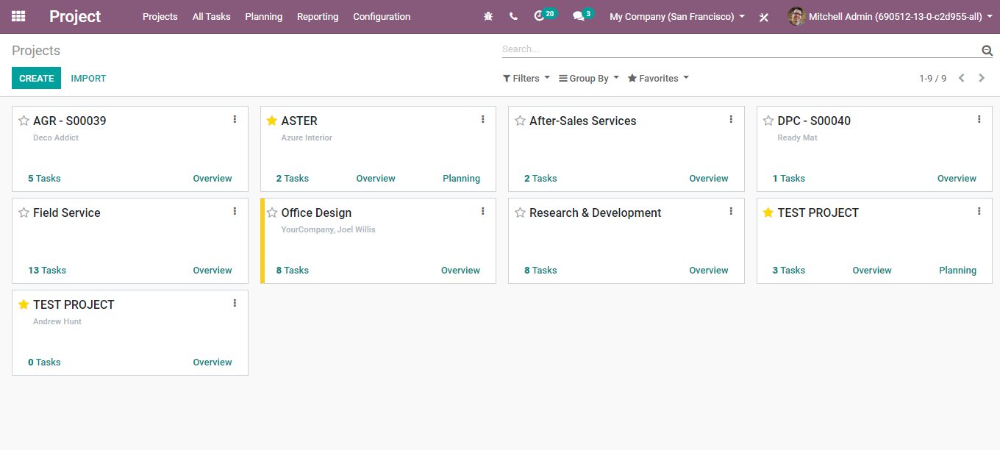 Project Projects All Tasks Planning Reporting Configuration 20 3 My Company (San Francisco) Mitchell Admin (690512-13-0-c2d955-all)
Projects Search...
CREATE IMPORT Filters Group By Favorites 1-9 / 9
AGR - S00039 ASTER After-Sales Services DPC - S00040
Deco Addict Azure Interior Ready Mat
5 Tasks Overview 2 Tasks Overview Planning 2 Tasks Overview 1 Tasks Overview
Field Service Office Design Research & Development TEST PROJECT
YourCompany, Joel Willis
13 Tasks Overview 8 Tasks Overview 8 Tasks Overview 3 Tasks Overview Planning
TEST PROJECT
Andrew Hunt
0 Tasks Overview